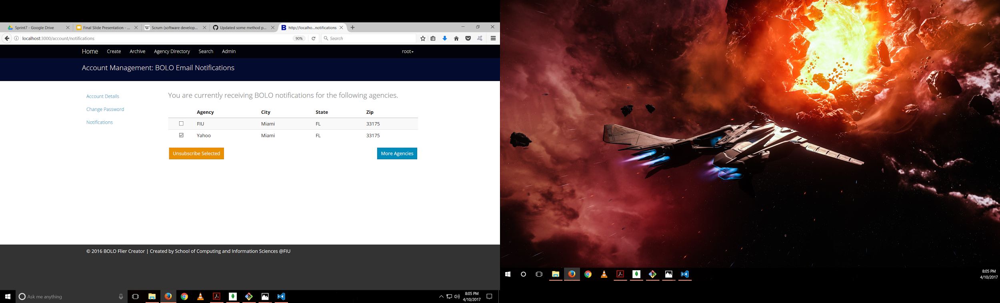 Sprint7 - Google Drive
Final Slide Presentation - ...
W Scrum (software develop...
Updated some method p...
B http://localho...notifications
localhost:3000/account/notifications
90%
Search
Home Create Archive Agency Directory Search Admin root
Account Management: BOLO Email Notifications
Account Details
Change Password
Notifications
You are currently receiving BOLO notifications for the following agencies.
Agency City State Zip
FIU Miami FL 33175
Yahoo Miami FL 33175
Unsubscribe Selected More Agencies
© 2016 BOLO Flier Creator | Created by School of Computing and Information Sciences @FIU
Ask me anything
8:05 PM
4/10/2017
8:05 PM
4/10/2017